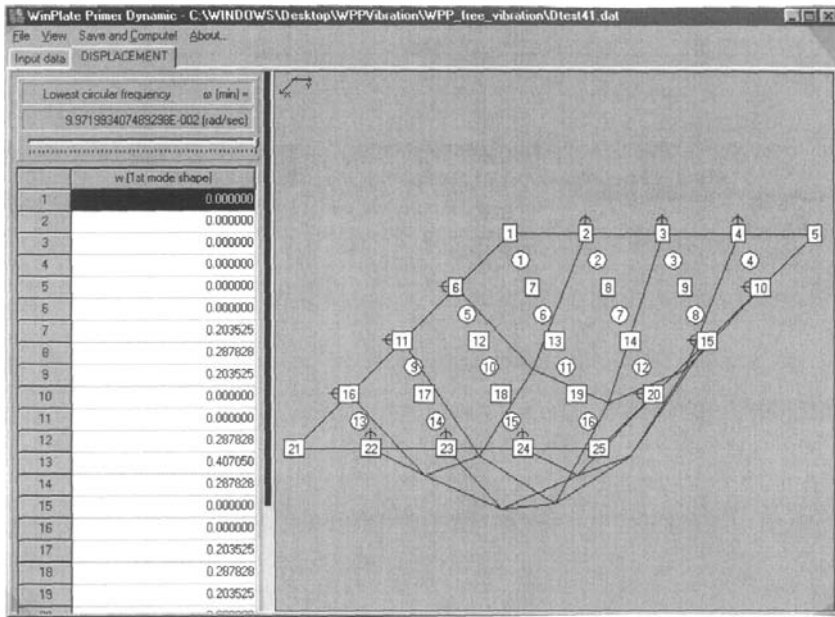 WinPlate Primer Dynamic - C:\WINDOWS\Desktop\WPPVibration\WPP_free_vibration\Dtest41.dat
File View Save and Compute! About..
Input data DISPLACEMENT
Lowest circular frequency ω (min) =
9.971993407489298E-002 (rad/sec)
w (1st mode shape)
1 0.000000
2 0.000000
3 0.000000
4 0.000000
5 0.000000
6 0.000000
7 0.203525
8 0.287828
9 0.203525
10 0.000000
11 0.000000
12 0.287828
13 0.407050
14 0.287828
15 0.000000
16 0.000000
17 0.203525
18 0.287828
19 0.203525
X Y
1 2 3 4 5
1 2 3 4
6 7 8 9 10
5 6 7 8
11 12 13 14 15
9 10 11 12
16 17 18 19 20
13 14 15 16
21 22 23 24 25